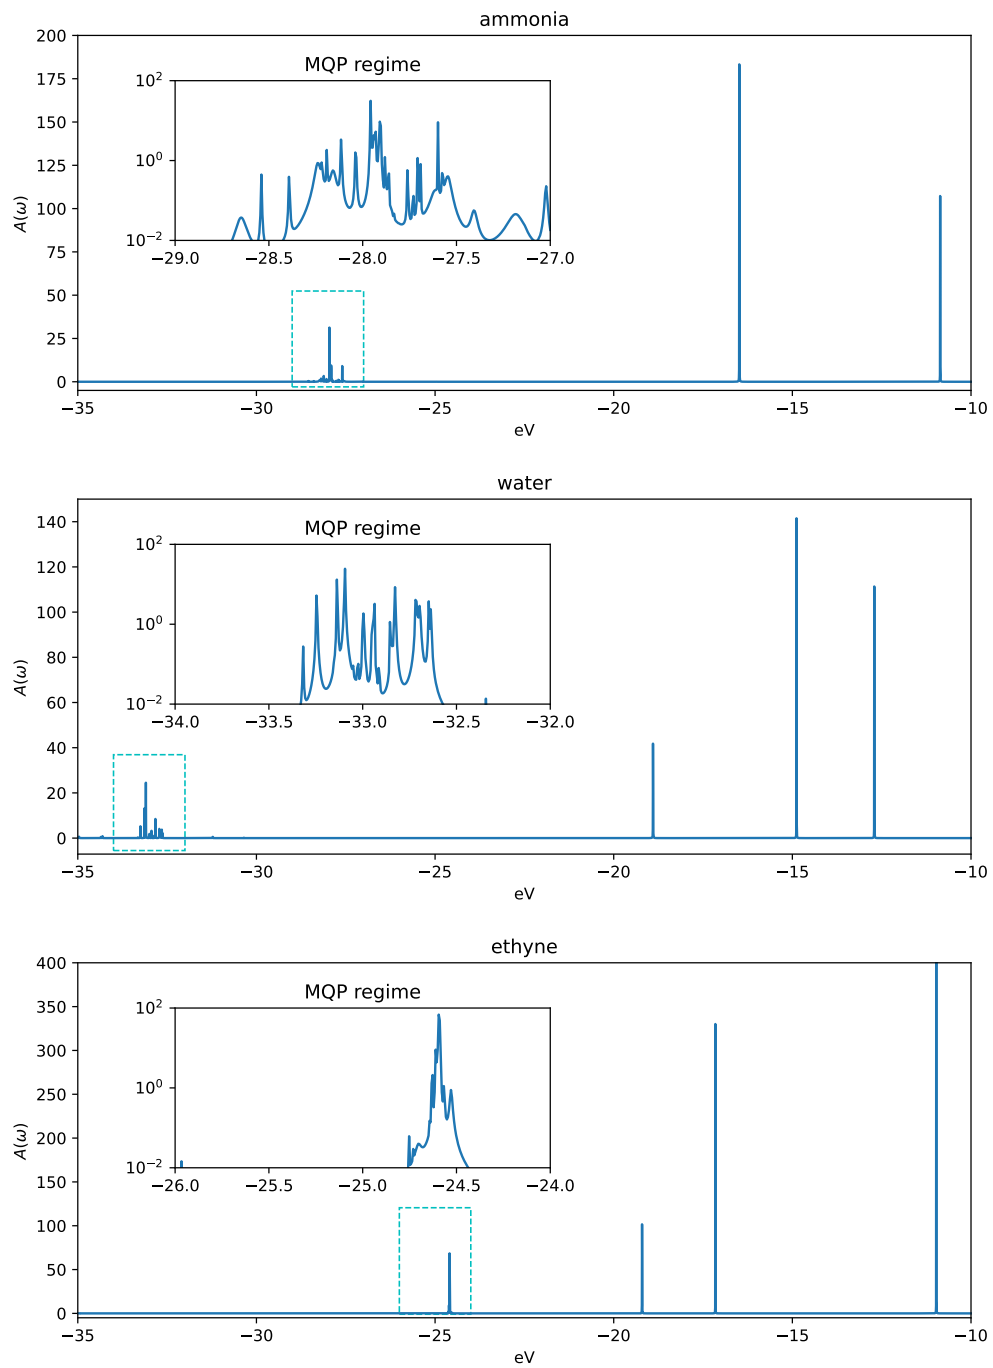 ammonia
200
175
150
125
100
75
50
25
0
A(ω)
MQP regime
10²
10⁰
10⁻²
−29.0 −28.5 −28.0 −27.5 −27.0
−35 −30 −25 −20 −15 −10
eV
water
140
120
100
80
60
40
20
0
A(ω)
MQP regime
10²
10⁰
10⁻²
−34.0 −33.5 −33.0 −32.5 −32.0
−35 −30 −25 −20 −15 −10
eV
ethyne
400
350
300
250
200
150
100
50
0
A(ω)
MQP regime
10²
10⁰
10⁻²
−26.0 −25.5 −25.0 −24.5 −24.0
−35 −30 −25 −20 −15 −10
eV